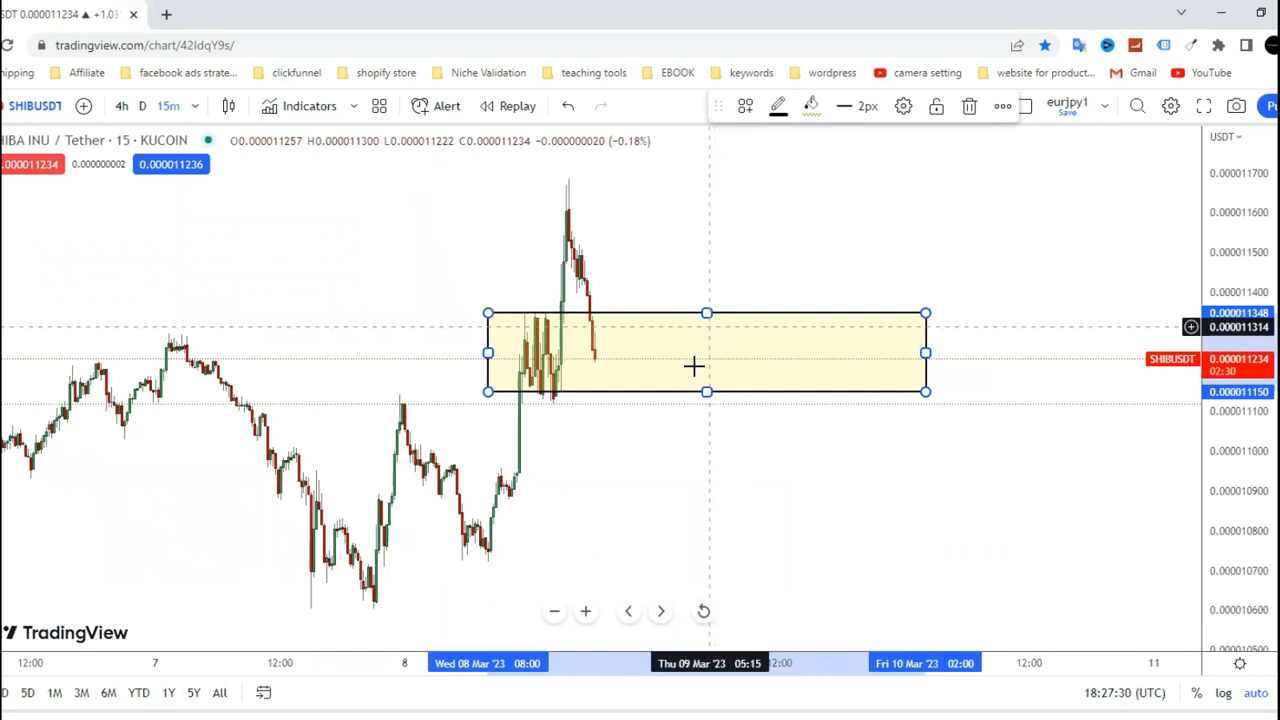 SDT 0.000011234 ▲ +1.03
tradingview.com/chart/42ldqY9s/
hipping Affiliate facebook ads strate... clickfunnel shopify store Niche Validation teaching tools EBOOK keywords wordpress camera setting website for product... Gmail YouTube
SHIBUSDT 4h D 15m Indicators Alert Replay 2px eurjpy1 Save
HIBA INU / Tether · 15 · KUCOIN O0.000011257 H0.000011300 L0.000011222 C0.000011234 −0.000000020 (−0.18%) USDT
0.000011234 0.000000002 0.000011236
0.000011700
0.000011600
0.000011500
0.000011400
0.000011348
0.000011314
SHIBUSDT 0.000011234
02:30
0.000011150
0.000011100
0.000011000
0.000010900
0.000010800
0.000010700
0.000010600
0.000010500
TradingView
12:00 7 12:00 8 Wed 08 Mar '23 08:00 Thu 09 Mar '23 05:15 12:00 Fri 10 Mar '23 02:00 12:00 11
D 5D 1M 3M 6M YTD 1Y 5Y All 18:27:30 (UTC) % log auto